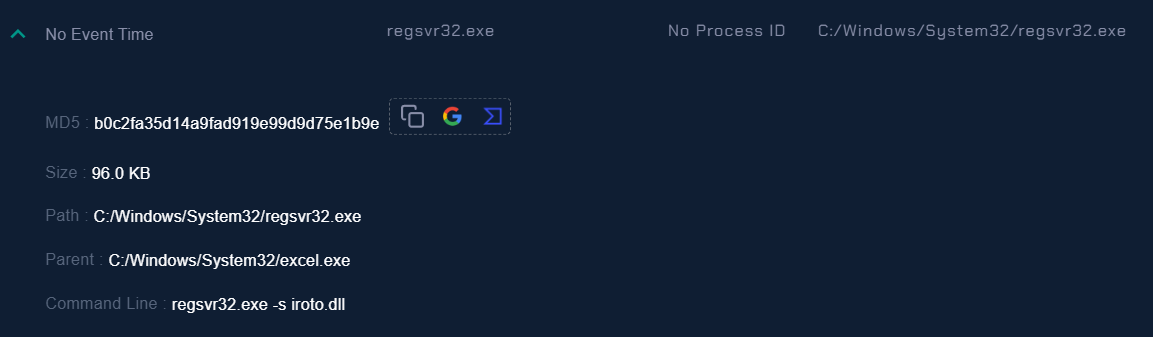 No Event Time regsvr32.exe No Process ID C:/Windows/System32/regsvr32.exe
MD5 : b0c2fa35d14a9fad919e99d9d75e1b9e
Size : 96.0 KB
Path : C:/Windows/System32/regsvr32.exe
Parent : C:/Windows/System32/excel.exe
Command Line : regsvr32.exe -s iroto.dll